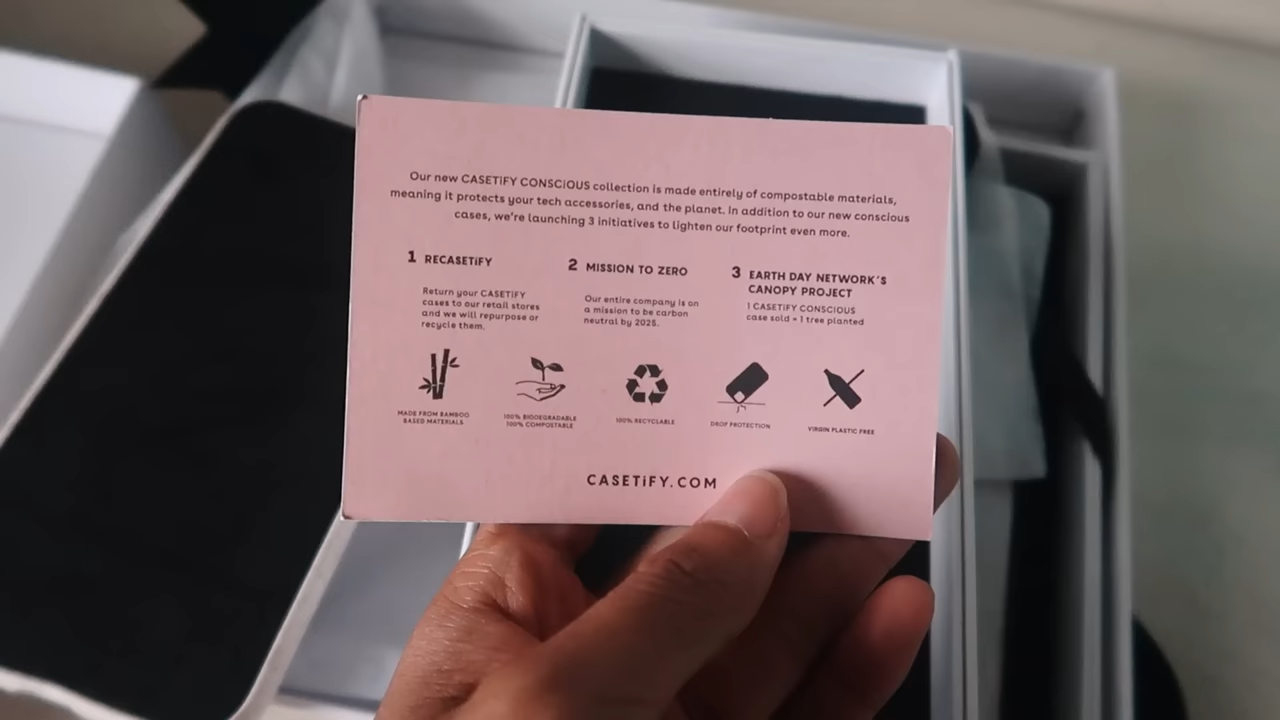 Our new CASETiFY CONSCiOUS collection is made entirely of compostable materials,
meaning it protects your tech accessories, and the planet. In addition to our new conscious
cases, we're launching 3 initiatives to lighten our footprint even more.
1 RECASETiFY
Return your CASETiFY
cases to our retail stores
and we will repurpose or
recycle them.
2 MISSION TO ZERO
Our entire company is on
a mission to be carbon
neutral by 2025.
3 EARTH DAY NETWORK'S
CANOPY PROJECT
1 CASETiFY CONSCIOUS
case sold = 1 tree planted
MADE FROM BAMBOO
BASED MATERIALS
100% BIODEGRADABLE
100% COMPOSTABLE
100% RECYCLABLE
DROP PROTECTION
VIRGIN PLASTIC FREE
CASETiFY.COM